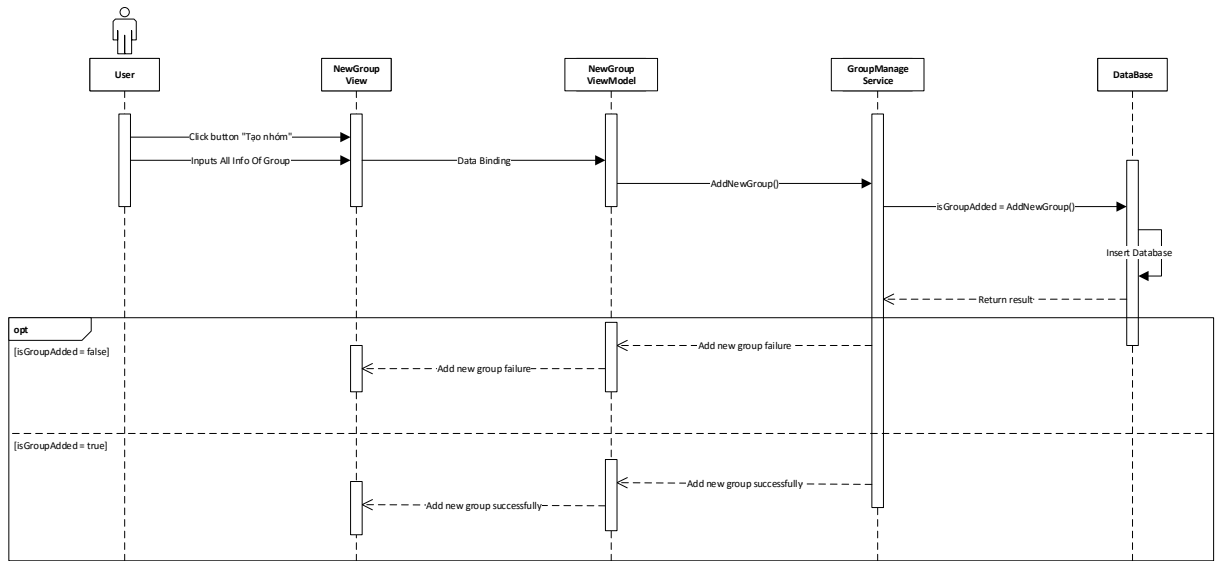 User
NewGroup
View
NewGroup
ViewModel
GroupManage
Service
DataBase
Click button "Tạo nhóm"
Inputs All Info Of Group
Data Binding
AddNewGroup()
isGroupAdded = AddNewGroup()
Insert Database
Return result
opt
[isGroupAdded = false]
Add new group failure
Add new group failure
[isGroupAdded = true]
Add new group successfully
Add new group successfully